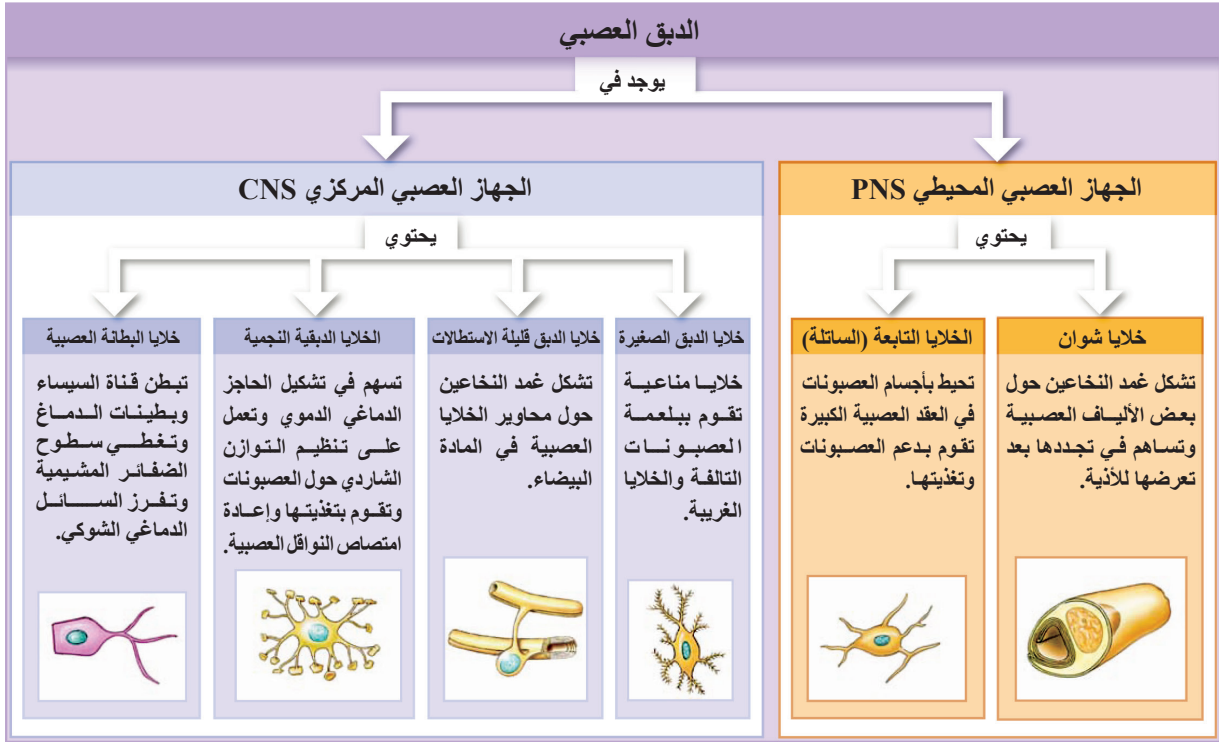 الدبق العصبي
يوجد في
الجهاز العصبي المحيطي PNS
يحتوي
خلايا شوان
تشكل غمد النخاعين حول
بعض الألياف العصبية
وتساهم في تجددها بعد
تعرضها للأذية.
الخلايا التابعة (الساتلة)
تحيط بأجسام العصبونات
في العقد العصبية الكبيرة
تقوم بدعم العصبونات
وتغذيتها.
الجهاز العصبي المركزي CNS
يحتوي
خلايا الدبق الصغيرة
خلايا مناعية
تقوم ببلعمة
العصبونات
التالفة والخلايا
الغريبة.
خلايا الدبق قليلة الاستطالات
تشكل غمد النخاعين
حول محاوير الخلايا
العصبية في المادة
البيضاء.
الخلايا الدبقية النجمية
تسهم في تشكيل الحاجز
الدماغي الدموي وتعمل
على تنظيم التوازن
الشاردي حول العصبونات
وتقوم بتغذيتها وإعادة
امتصاص النواقل العصبية.
خلايا البطانة العصبية
تبطن قناة السيساء
وبطينات الدماغ
وتغطي سطوح
الضفائر المشيمية
وتفرز السائل
الدماغي الشوكي.